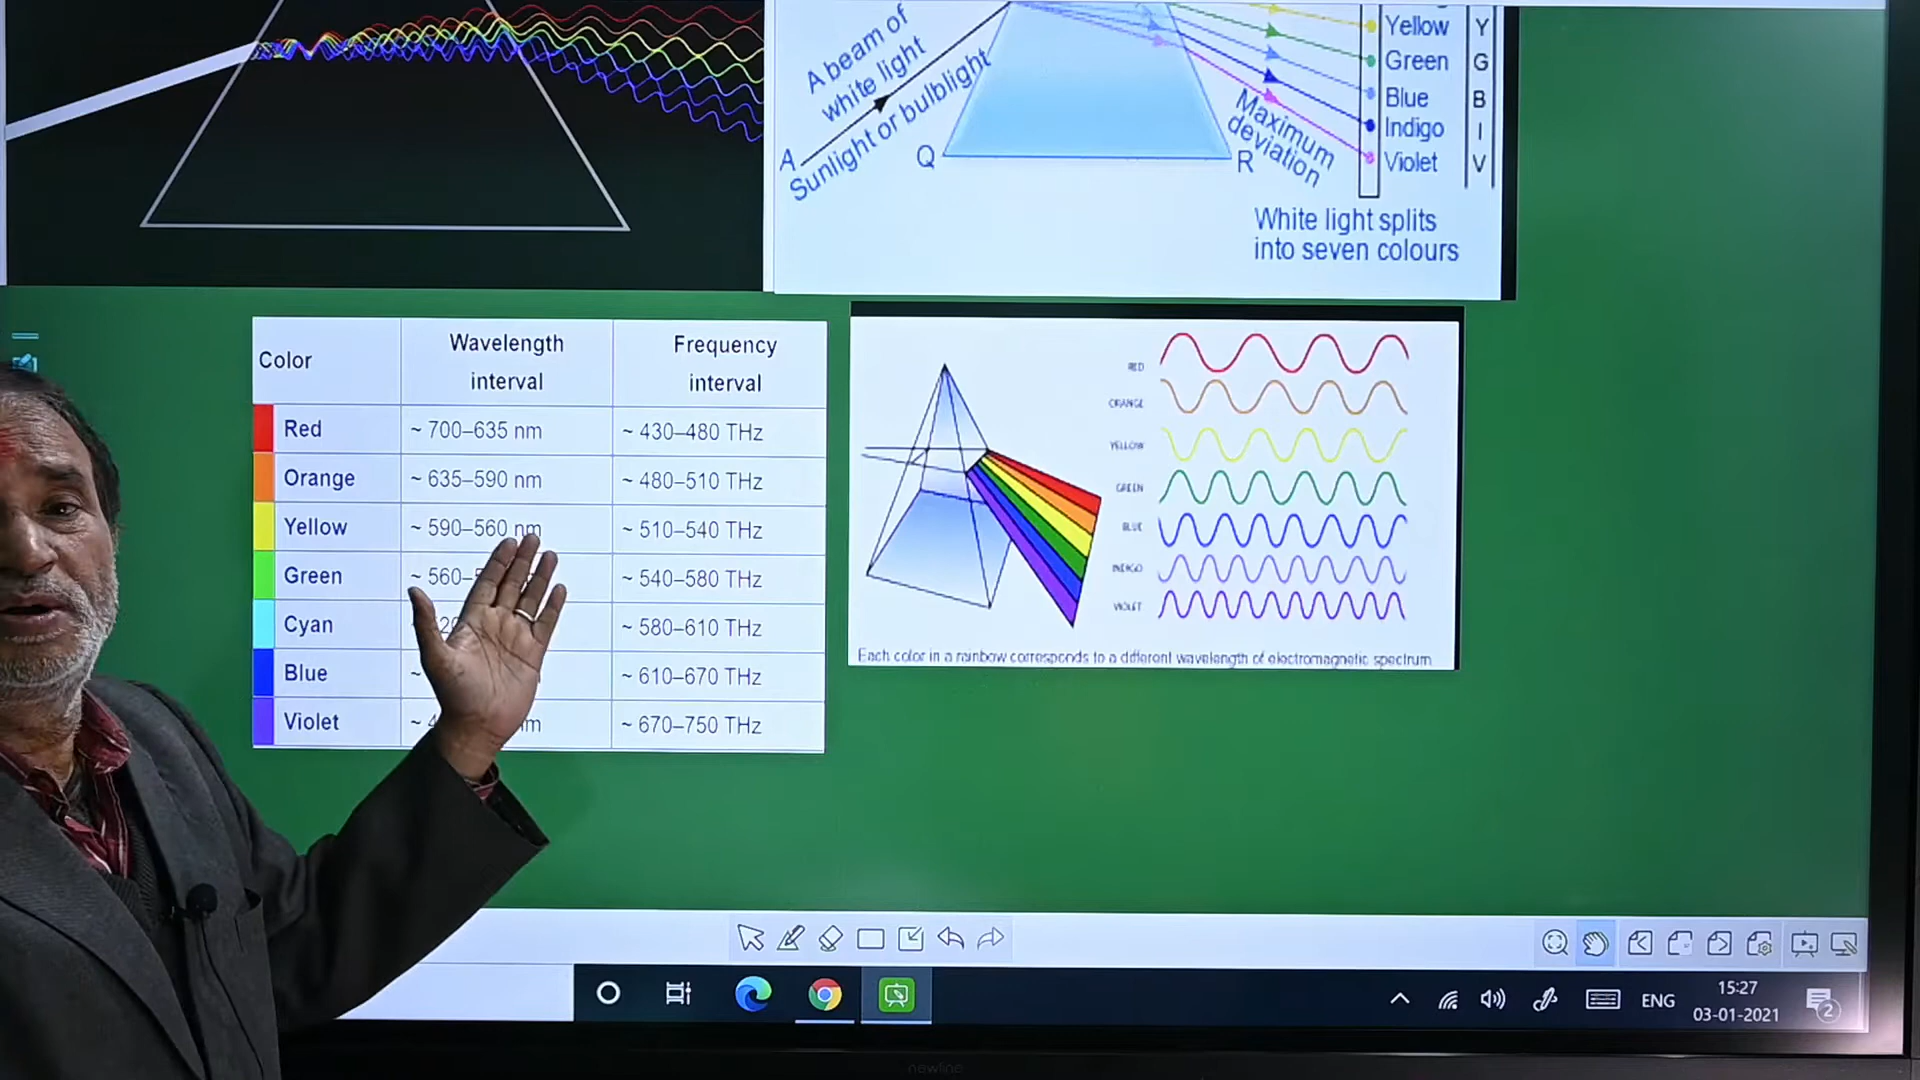 A beam of
white light
A
Sunlight or bulblight
Q
R
Maximum
deviation
Yellow Y
Green G
Blue B
Indigo I
Violet V
White light splits
into seven colours
Color
Wavelength
interval
Frequency
interval
Red ~ 700–635 nm ~ 430–480 THz
Orange ~ 635–590 nm ~ 480–510 THz
Yellow ~ 590–560 nm ~ 510–540 THz
Green ~ 560– ~ 540–580 THz
Cyan ~ 580–610 THz
Blue ~ ~ 610–670 THz
Violet ~ 4 nm ~ 670–750 THz
RED
ORANGE
YELLOW
GREEN
BLUE
INDIGO
VIOLET
Each color in a rainbow corresponds to a different wavelength of electromagnetic spectrum
ENG
15:27
03-01-2021
2
newline